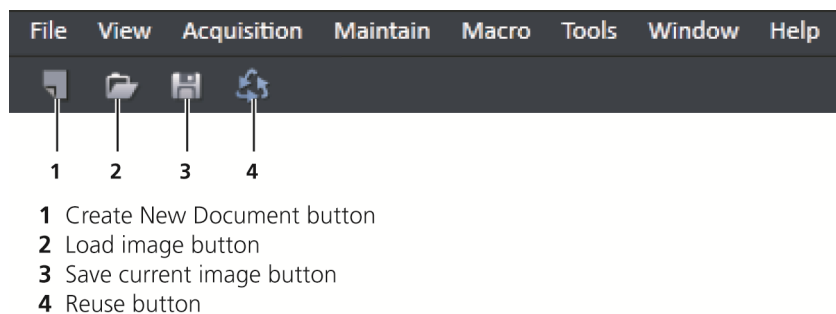 File View Acquisition Maintain Macro Tools Window Help
1 2 3 4
1 Create New Document button
2 Load image button
3 Save current image button
4 Reuse button